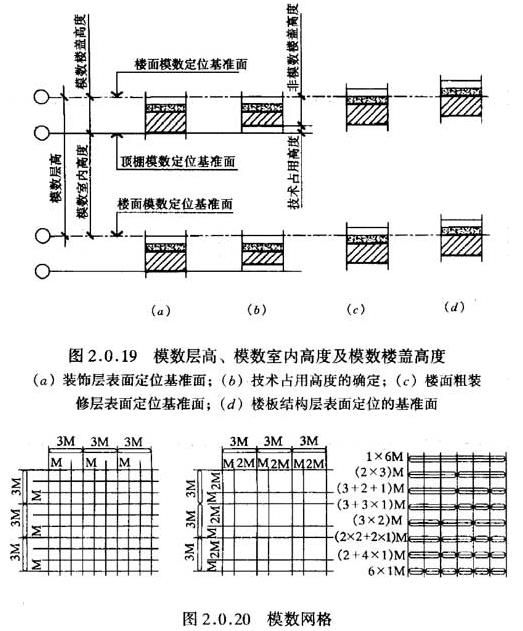 模数楼盖高度
楼面模数定位基准面
非模数楼盖高度
模数层高
模数室内高度
顶棚模数定位基准面
技术占用高度
楼面模数定位基准面
(a) (b) (c) (d)
图 2.0.19 模数层高、模数室内高度及模数楼盖高度
(a) 装饰层表面定位基准面；(b) 技术占用高度的确定；(c) 楼面粗装
修层表面定位基准面；(d) 楼板结构层表面定位的基准面
3M 3M 3M
M M M
3M M
3M M
3M M
3M 3M 3M
M 2M M 2M M 2M
3M M 2M
3M M 2M
3M M 2M
1×6M
(2×3)M
(3+2+1)M
(3+3×1)M
(3×2)M
(2×2+2×1)M
(2+4×1)M
6×1M
图 2.0.20 模数网格